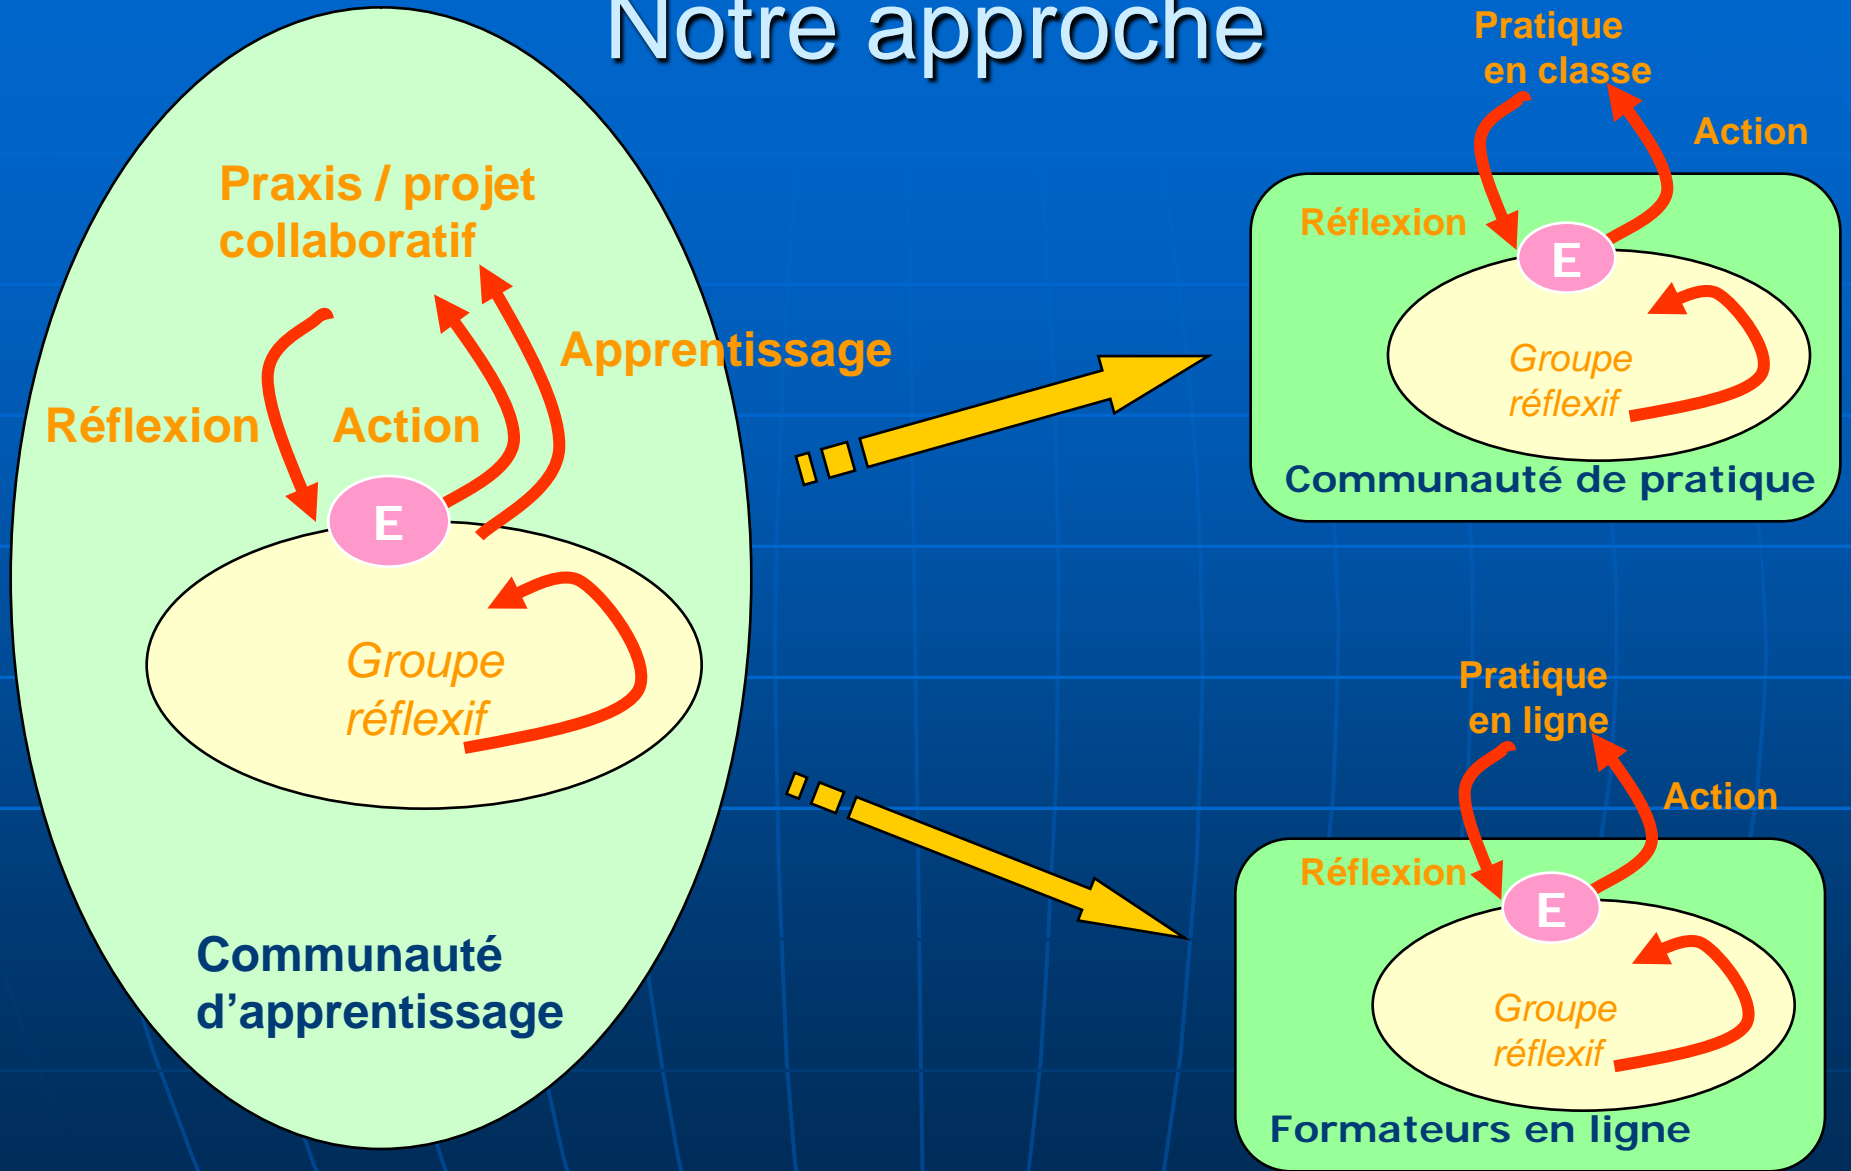 Notre approche
Praxis / projet
collaboratif
Apprentissage
Réflexion
Action
E
Groupe
réflexif
Communauté
d’apprentissage
Pratique
en classe
Action
Réflexion
E
Groupe
réflexif
Communauté de pratique
Pratique
en ligne
Action
Réflexion
E
Groupe
réflexif
Formateurs en ligne